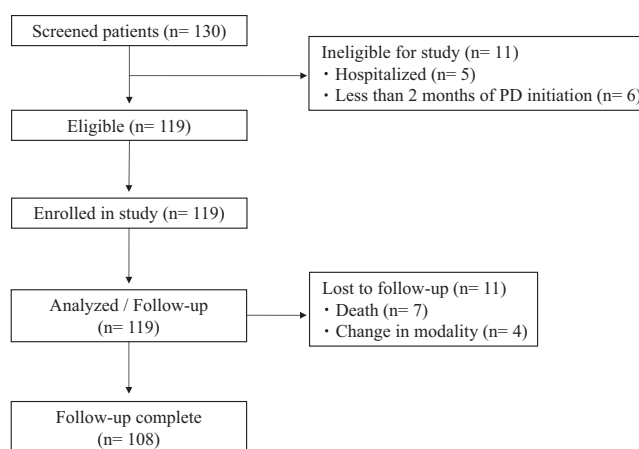 Screened patients (n= 130)
Ineligible for study (n= 11)
・Hospitalized (n= 5)
・Less than 2 months of PD initiation (n= 6)
Eligible (n= 119)
Enrolled in study (n= 119)
Analyzed / Follow-up
(n= 119)
Lost to follow-up (n= 11)
・Death (n= 7)
・Change in modality (n= 4)
Follow-up complete
(n= 108)